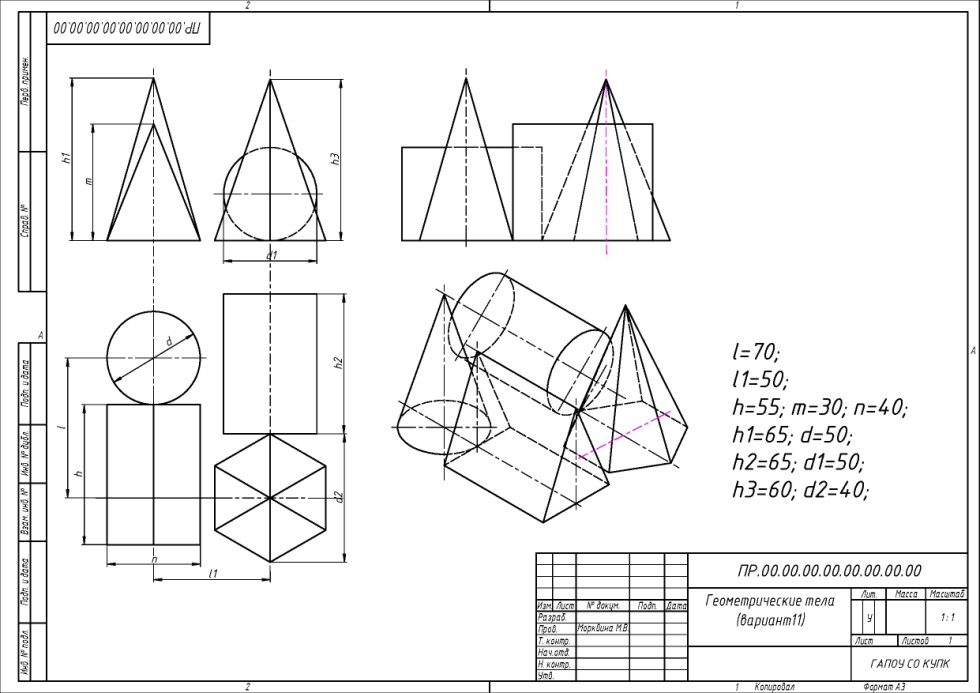 2
1
ПР.00.00.00.00.00.00.00.00
Перв. примен.
Справ. №
Подп. и дата
Инв. № дубл.
Взам. инв. №
Подп. и дата
Инв. № подл.
A
A
h1
m
h3
d1
d
l
h
h2
d2
n
l1
l=70;
l1=50;
h=55; m=30; n=40;
h1=65; d=50;
h2=65; d1=50;
h3=60; d2=40;
ПР.00.00.00.00.00.00.00.00
Изм. Лист № докум. Подп. Дата
Разраб.
Пров. Морквина М.В.
Т. контр.
Нач.отд.
Н. контр.
Утв.
Геометрические тела
(вариант11)
Лит. Масса Масштаб
У 1:1
Лист Листов 1
ГАПОУ СО КУПК
2
1 Копировал Формат А3